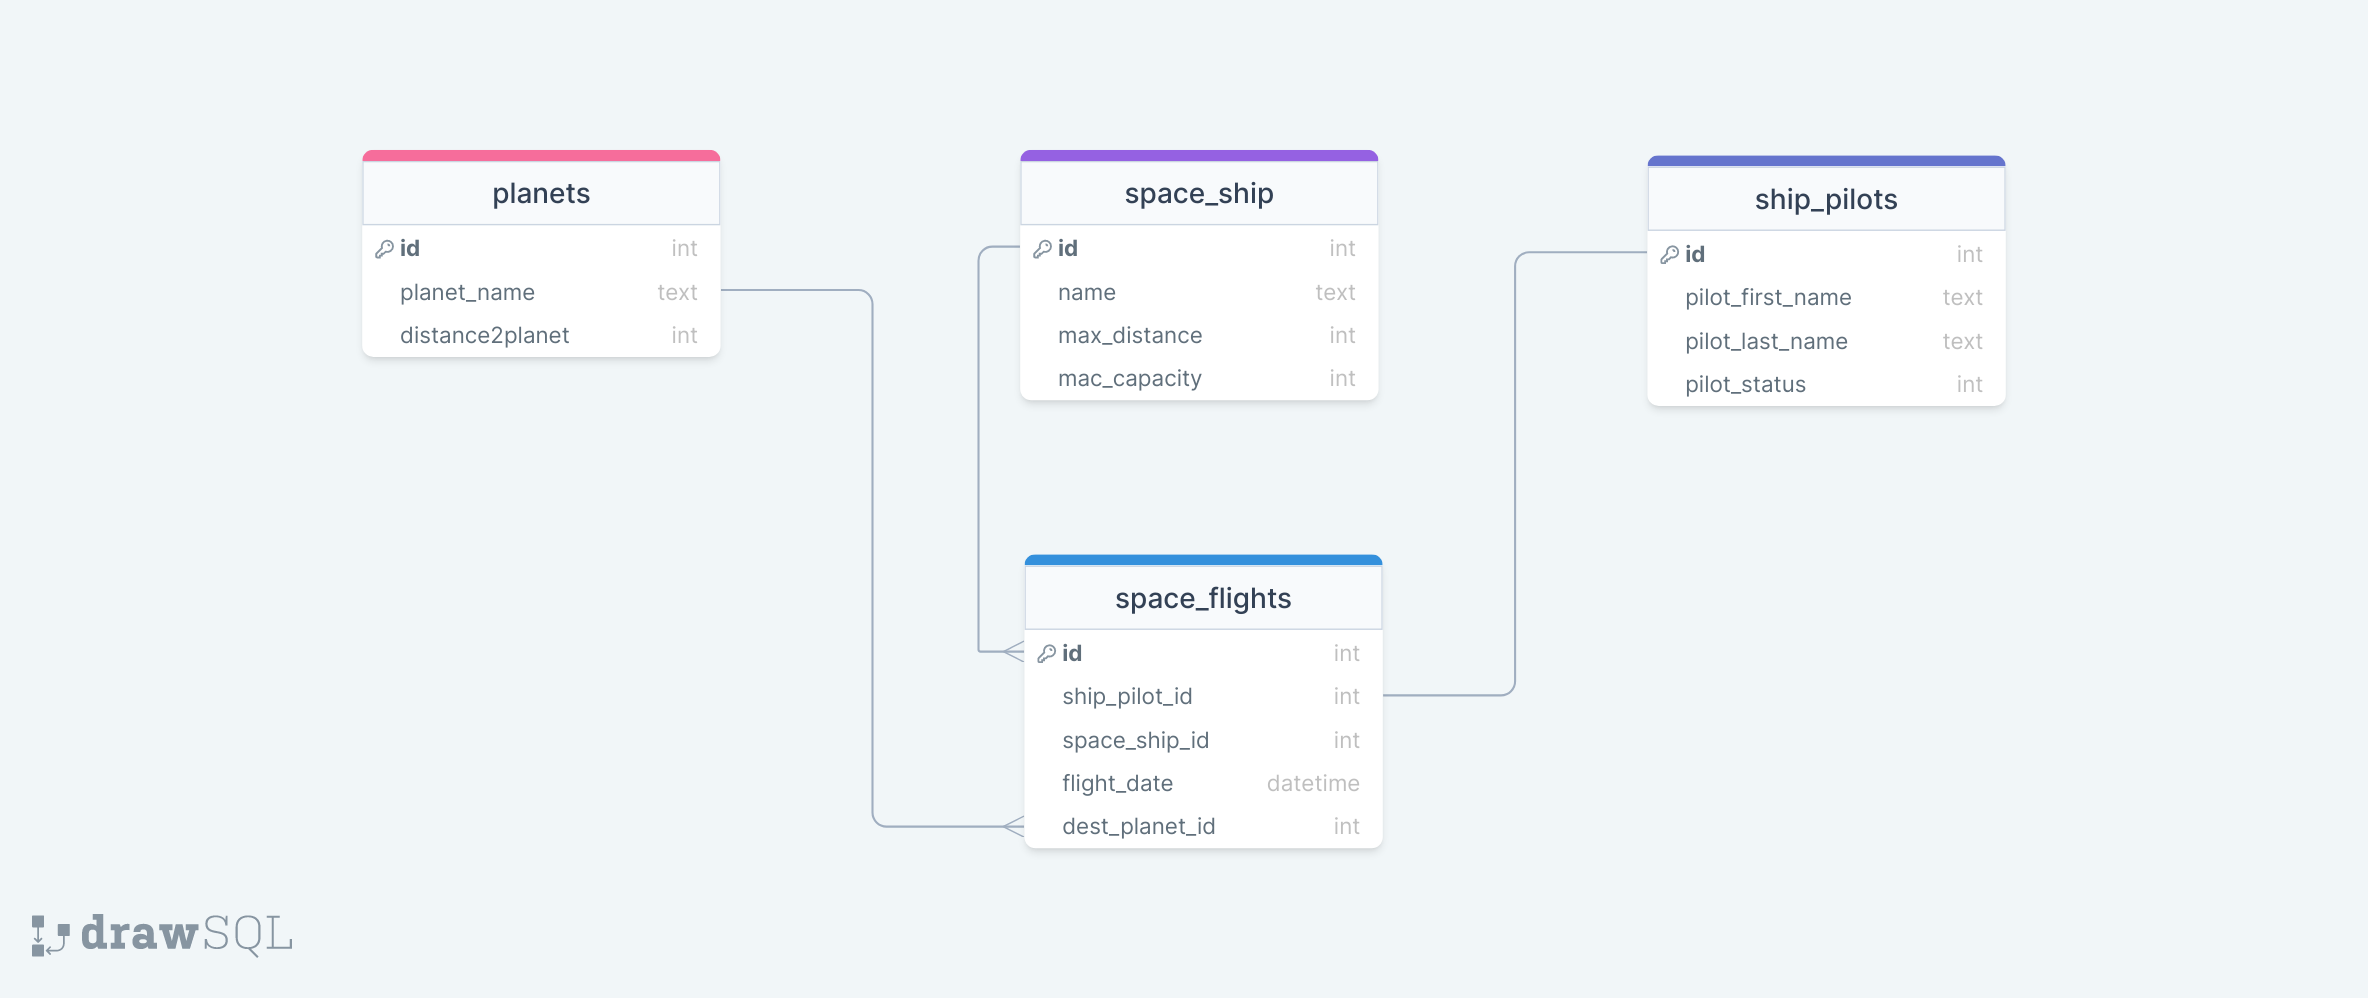 planets
id int
planet_name text
distance2planet int
space_ship
id int
name text
max_distance int
mac_capacity int
ship_pilots
id int
pilot_first_name text
pilot_last_name text
pilot_status int
space_flights
id int
ship_pilot_id int
space_ship_id int
flight_date datetime
dest_planet_id int
drawSQL